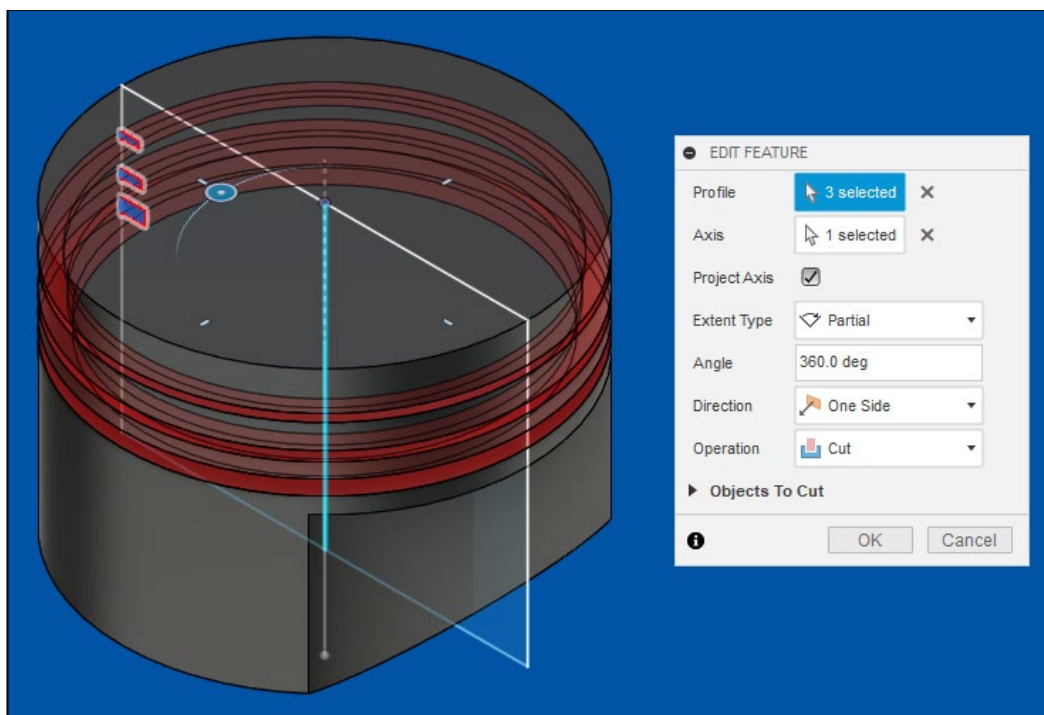 EDIT FEATURE
Profile 3 selected
Axis 1 selected
Project Axis
Extent Type Partial
Angle 360.0 deg
Direction One Side
Operation Cut
Objects To Cut
OK Cancel